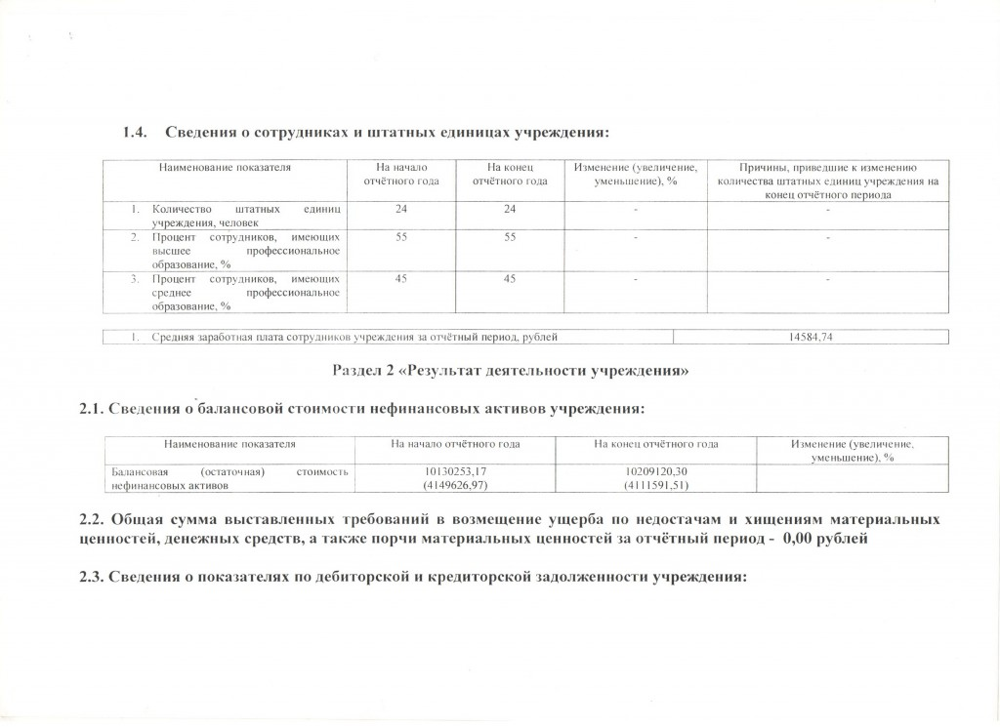 1.4. Сведения о сотрудниках и штатных единицах учреждения:
Наименование показателя
На начало
отчётного года
На конец
отчётного года
Изменение (увеличение,
уменьшение), %
Причины, приведшие к изменению
количества штатных единиц учреждения на
конец отчётного периода
1. Количество штатных единиц
учреждения, человек
24
24
-
-
2. Процент сотрудников, имеющих
высшее профессиональное
образование, %
55
55
-
-
3. Процент сотрудников, имеющих
среднее профессиональное
образование, %
45
45
-
-
1. Средняя заработная плата сотрудников учреждения за отчётный период, рублей
14584,74
Раздел 2 «Результат деятельности учреждения»
2.1. Сведения о балансовой стоимости нефинансовых активов учреждения:
Наименование показателя
На начало отчётного года
На конец отчётного года
Изменение (увеличение,
уменьшение), %
Балансовая (остаточная) стоимость
нефинансовых активов
10130253,17
(4149626,97)
10209120,30
(4111591,51)
2.2. Общая сумма выставленных требований в возмещение ущерба по недостачам и хищениям материальных
ценностей, денежных средств, а также порчи материальных ценностей за отчётный период - 0,00 рублей
2.3. Сведения о показателях по дебиторской и кредиторской задолженности учреждения: